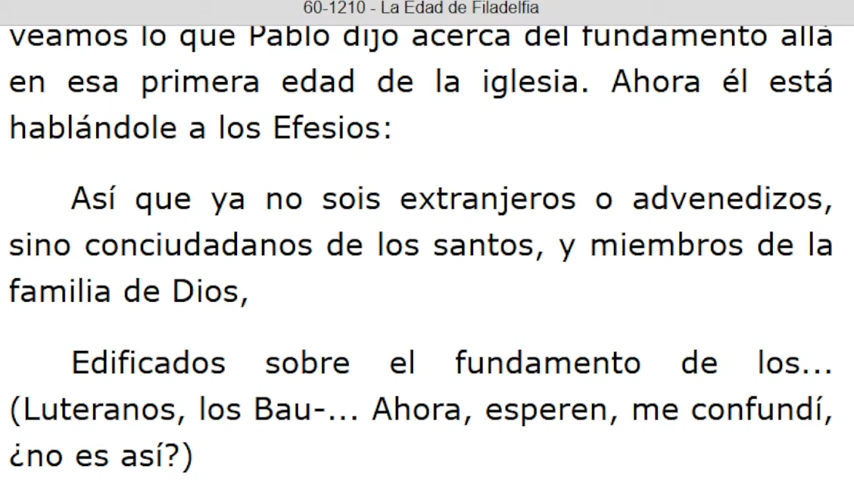 60-1210 - La Edad de Filadelfia
veamos lo que Pablo dijo acerca del fundamento allá
en esa primera edad de la iglesia. Ahora él está
hablándole a los Efesios:
Así que ya no sois extranjeros o advenedizos,
sino conciudadanos de los santos, y miembros de la
familia de Dios,
Edificados sobre el fundamento de los...
(Luteranos, los Bau-... Ahora, esperen, me confundí,
¿no es así?)